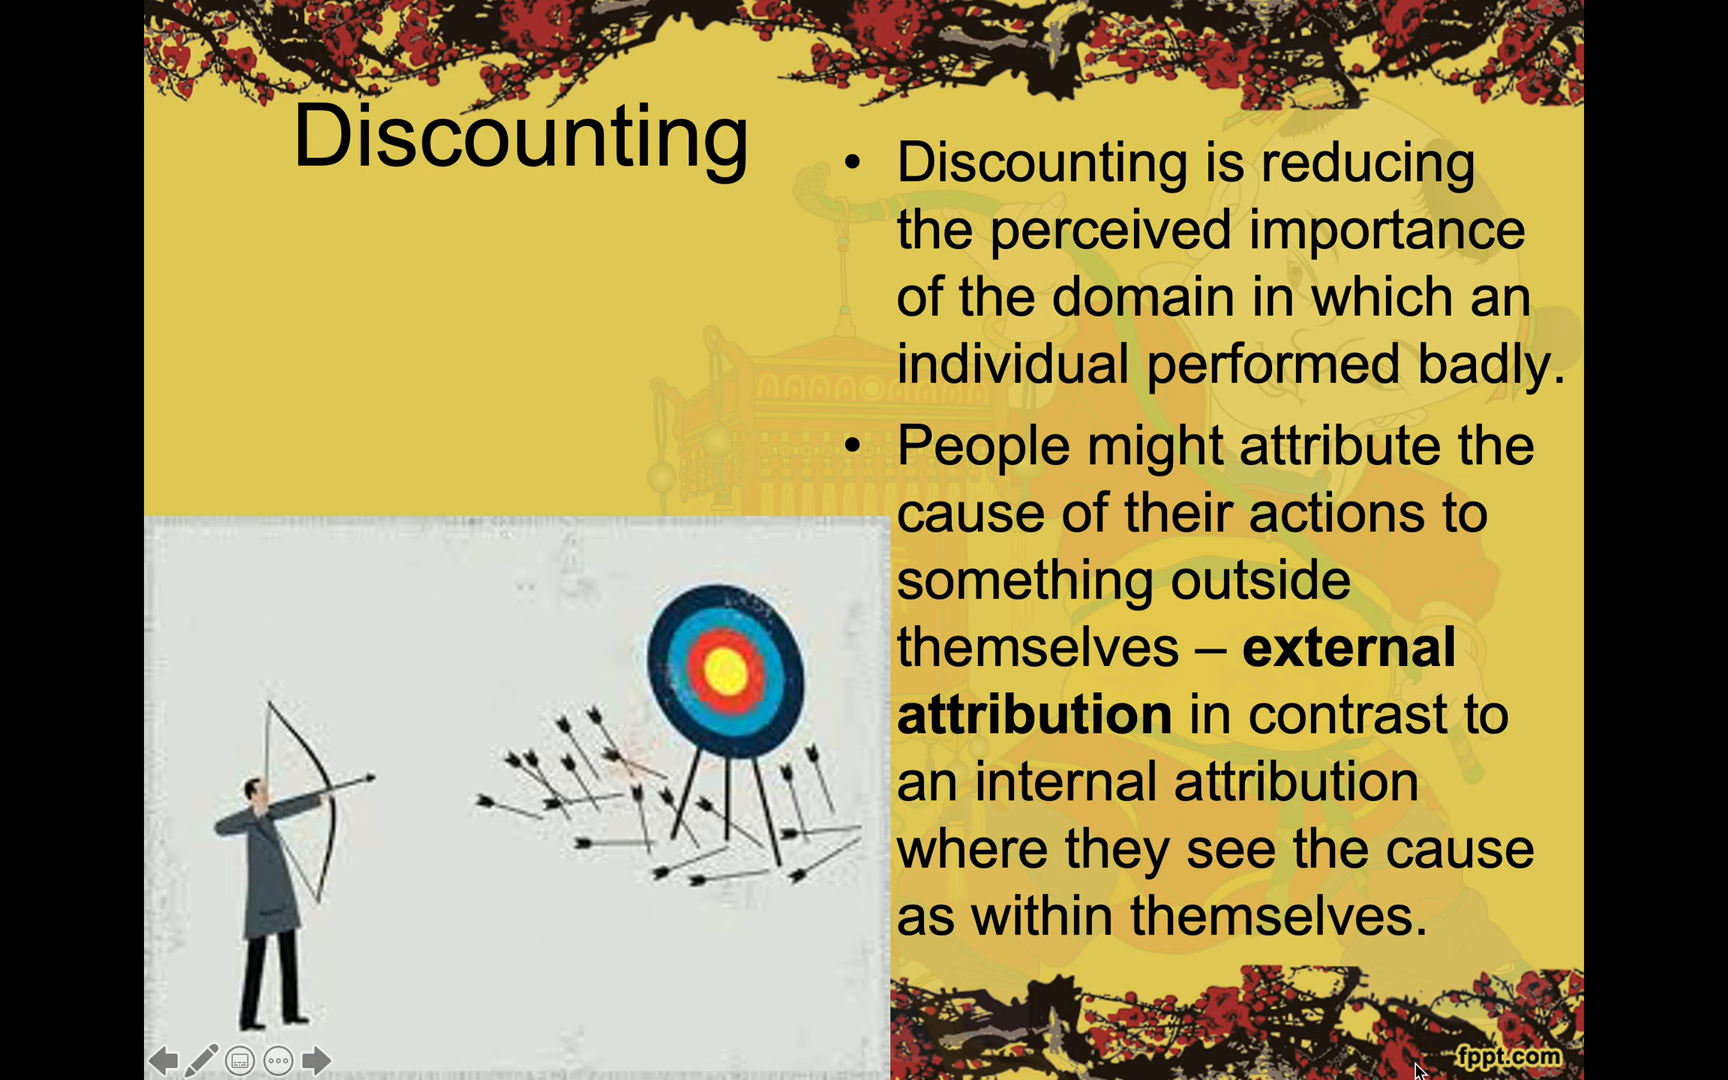 Discounting
• Discounting is reducing
the perceived importance
of the domain in which an
individual performed badly.
• People might attribute the
cause of their actions to
something outside
themselves – external
attribution in contrast to
an internal attribution
where they see the cause
as within themselves.
fppt.com